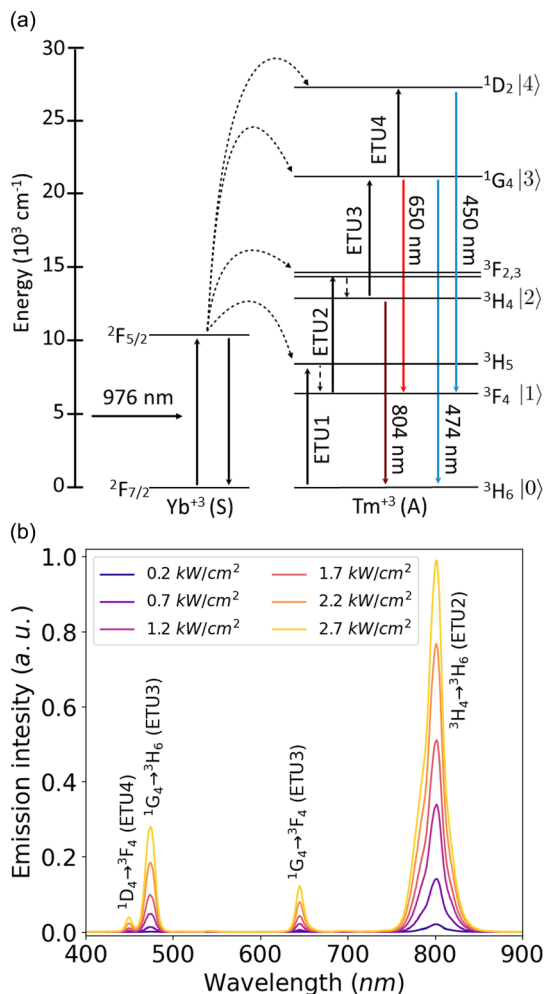 (a)
30
25
20
15
10
5
0
Energy (10³ cm⁻¹)
976 nm
²F₅/₂
²F₇/₂
Yb⁺³ (S)
ETU1
ETU2
ETU3
ETU4
804 nm
650 nm
474 nm
450 nm
¹D₂ |4⟩
¹G₄ |3⟩
³F₂,₃
³H₄ |2⟩
³H₅
³F₄ |1⟩
³H₆ |0⟩
Tm⁺³ (A)
(b)
1.0
0.8
0.6
0.4
0.2
0.0
Emission intesity (a.u.)
0.2 kW/cm²
0.7 kW/cm²
1.2 kW/cm²
1.7 kW/cm²
2.2 kW/cm²
2.7 kW/cm²
¹D₄→³F₄ (ETU4)
¹G₄→³H₆ (ETU3)
¹G₄→³F₄ (ETU3)
³H₄→³H₆ (ETU2)
400 500 600 700 800 900
Wavelength (nm)